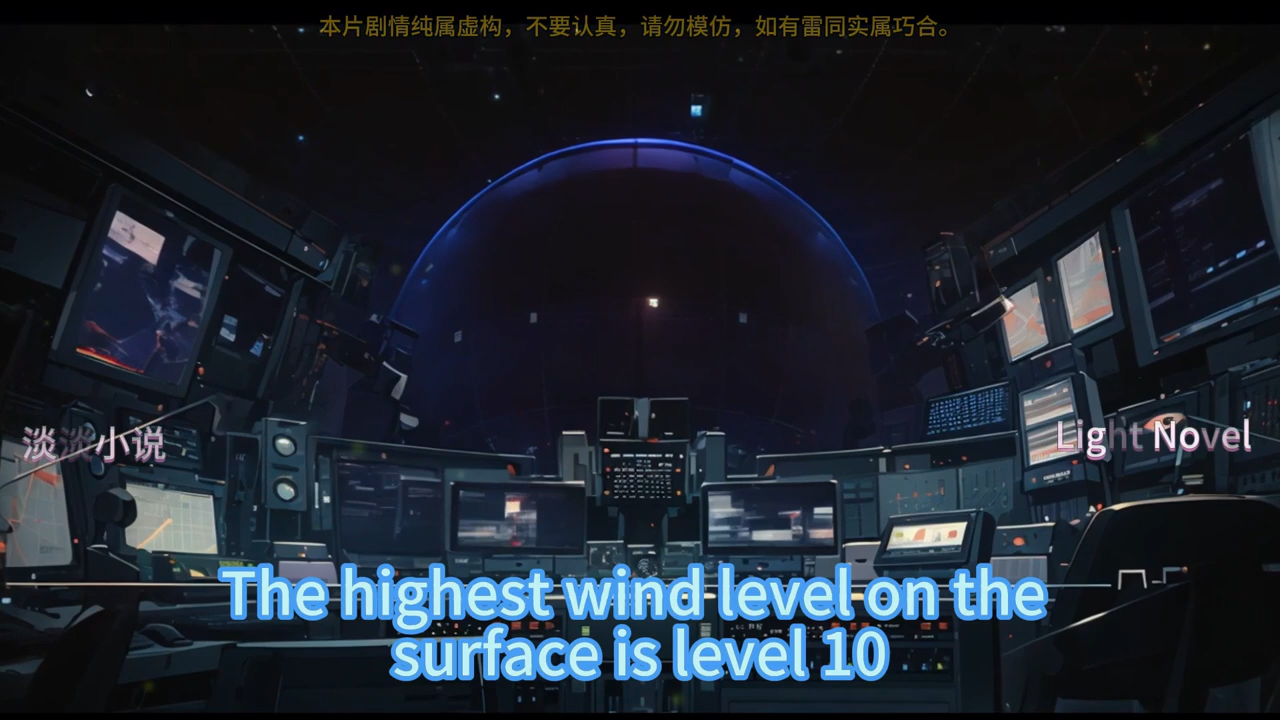 本片剧情纯属虚构，不要认真，请勿模仿，如有雷同实属巧合。
淡淡小说
Light Novel
The highest wind level on the
surface is level 10